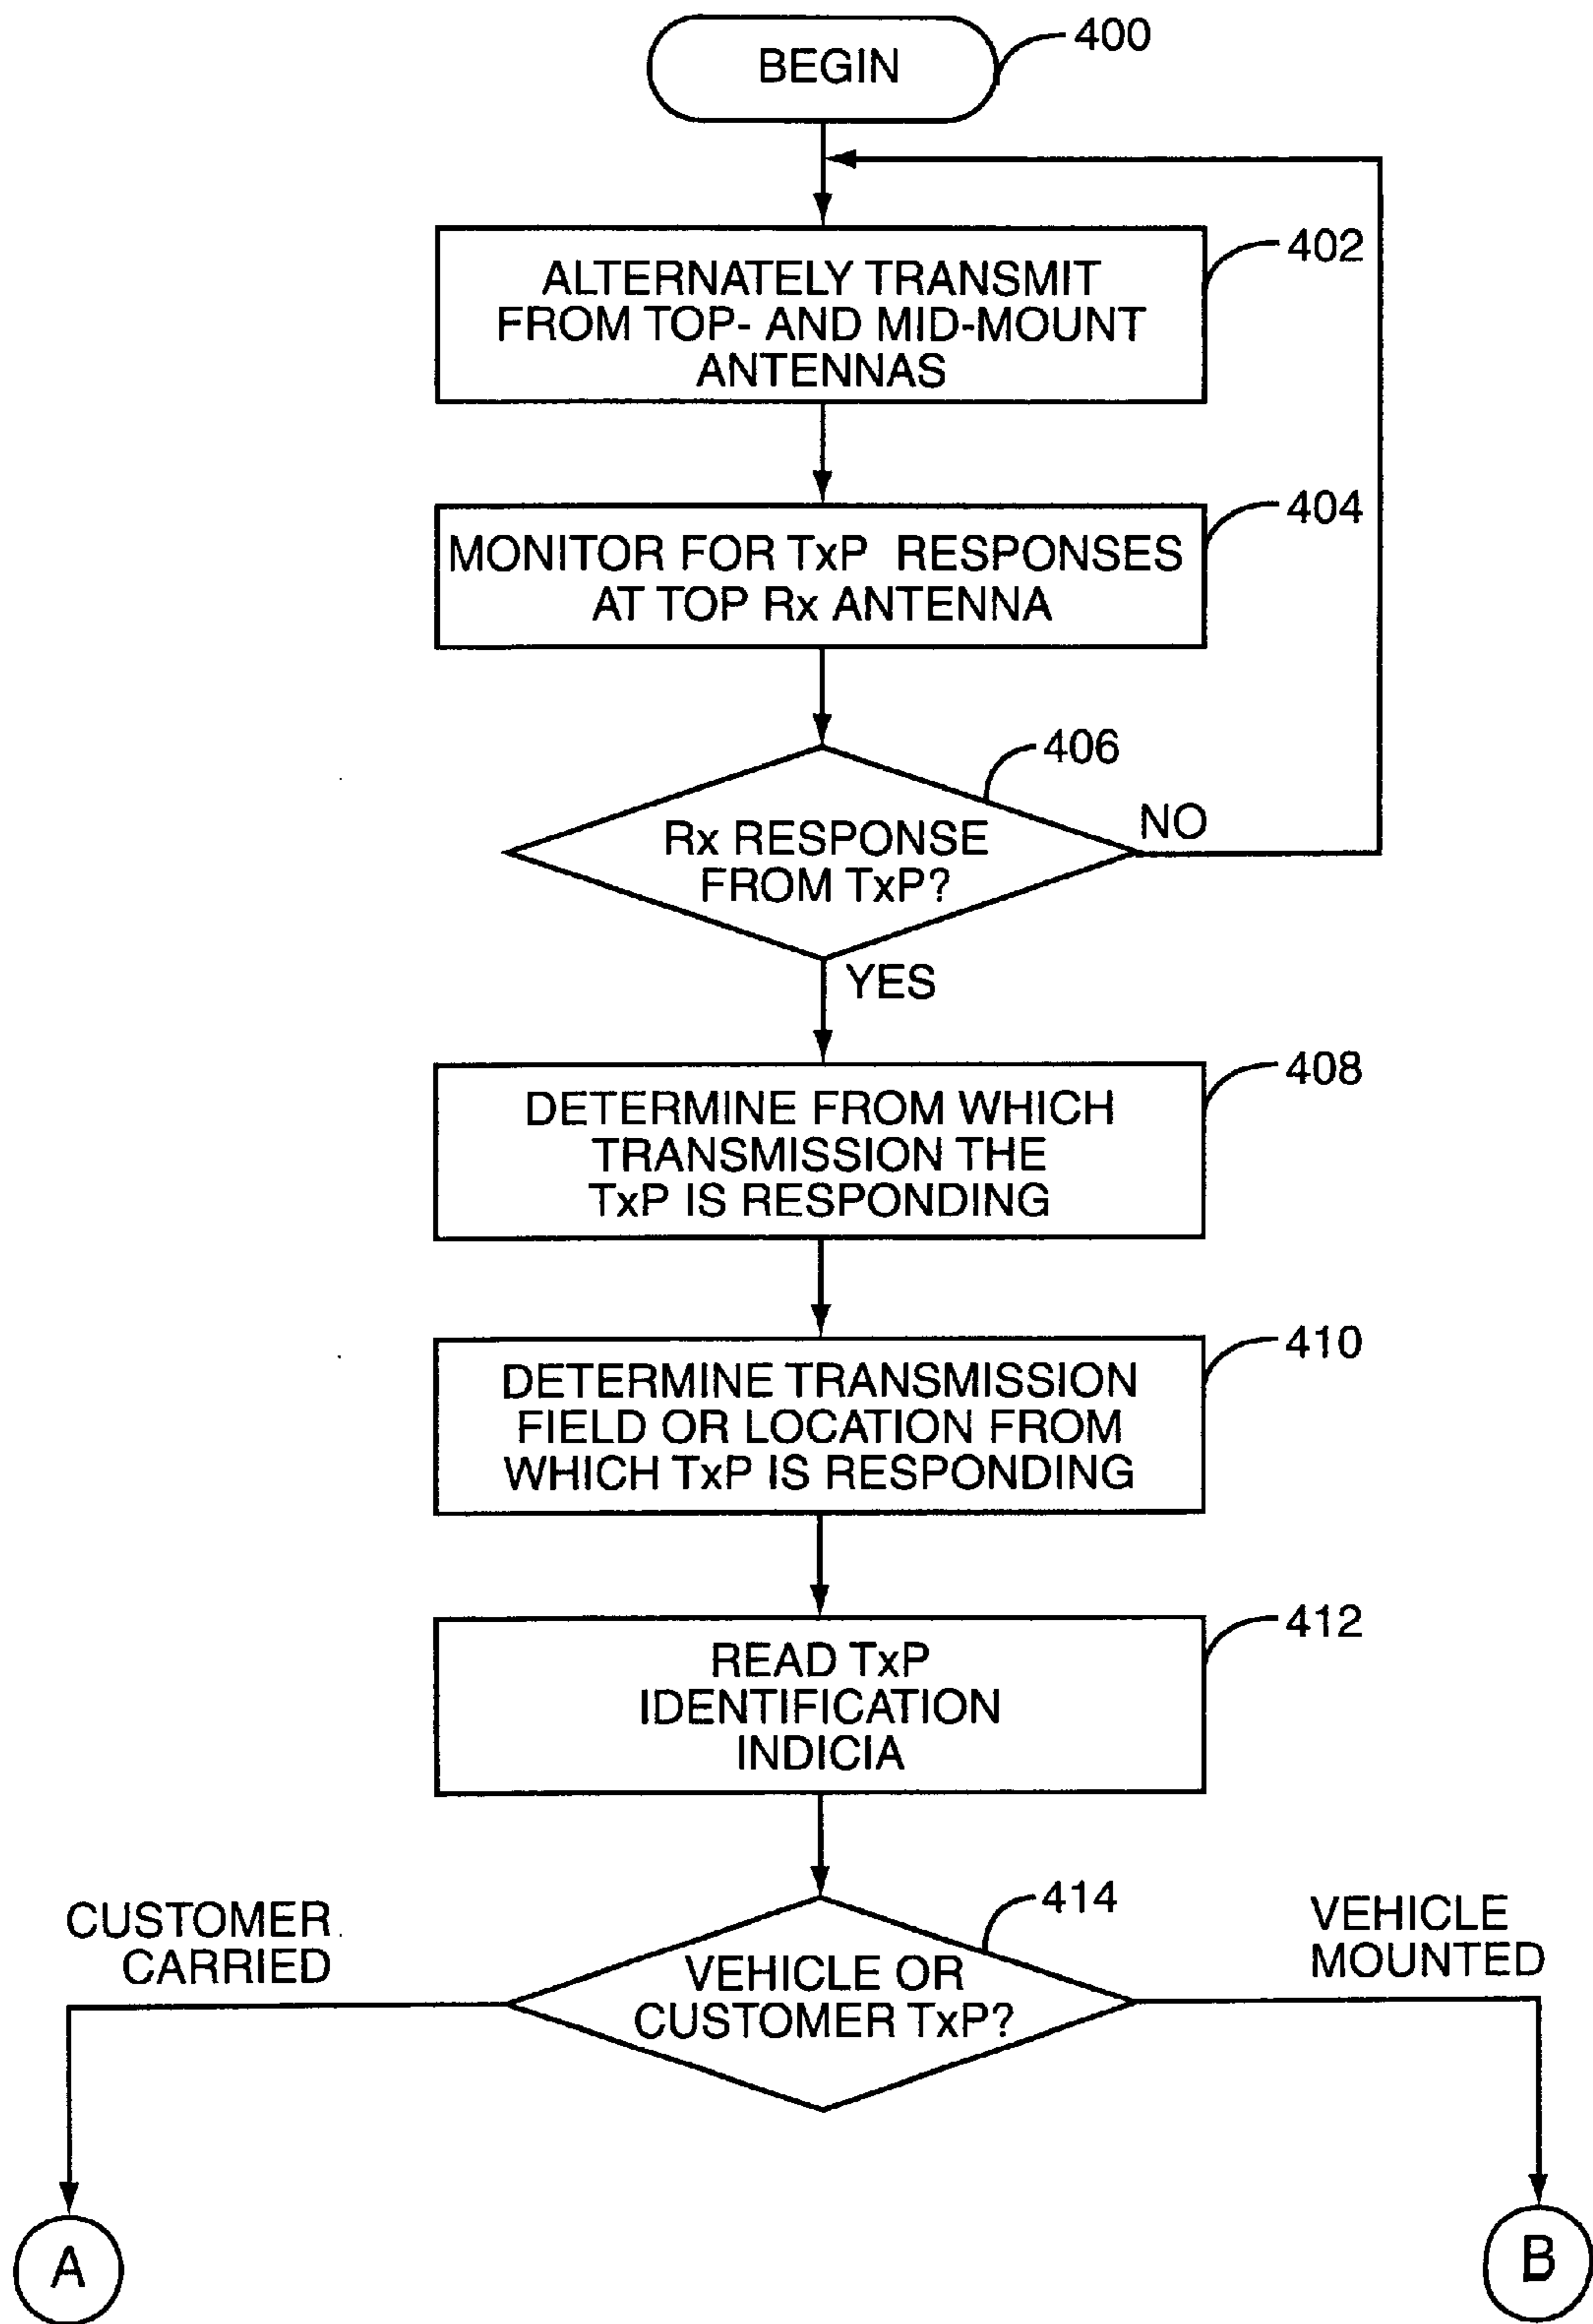 BEGIN
400
402
ALTERNATELY TRANSMIT
FROM TOP- AND MID-MOUNT
ANTENNAS
404
MONITOR FOR TxP RESPONSES
AT TOP Rx ANTENNA
406
Rx RESPONSE
FROM TxP?
NO
YES
408
DETERMINE FROM WHICH
TRANSMISSION THE
TxP IS RESPONDING
410
DETERMINE TRANSMISSION
FIELD OR LOCATION FROM
WHICH TxP IS RESPONDING
412
READ TxP
IDENTIFICATION
INDICIA
414
CUSTOMER
CARRIED
VEHICLE OR
CUSTOMER TxP?
VEHICLE
MOUNTED
A
B